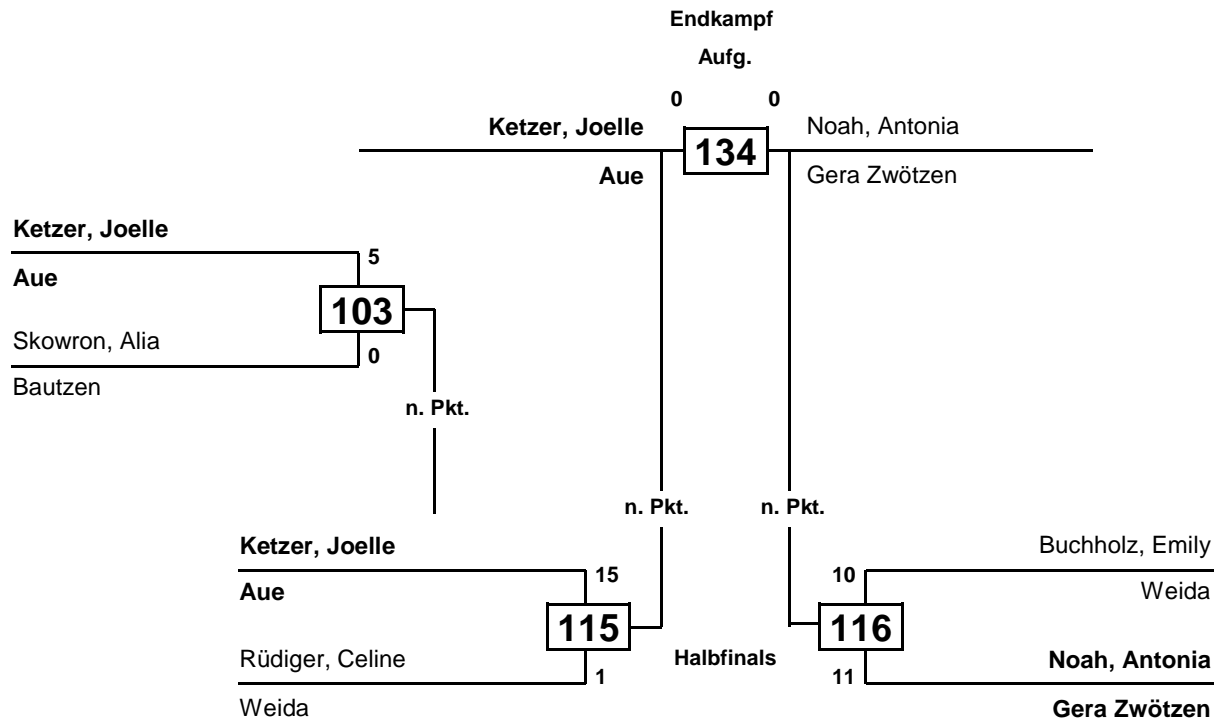 Endkampf
Aufg.
0 0
Ketzer, Joelle 134 Noah, Antonia
Aue Gera Zwötzen
Ketzer, Joelle
5
Aue
103
Skowron, Alia
0
Bautzen
n. Pkt.
n. Pkt. n. Pkt.
Ketzer, Joelle Buchholz, Emily
15 10
Aue Weida
115 116
Rüdiger, Celine Halbfinals Noah, Antonia
1 11
Weida Gera Zwötzen